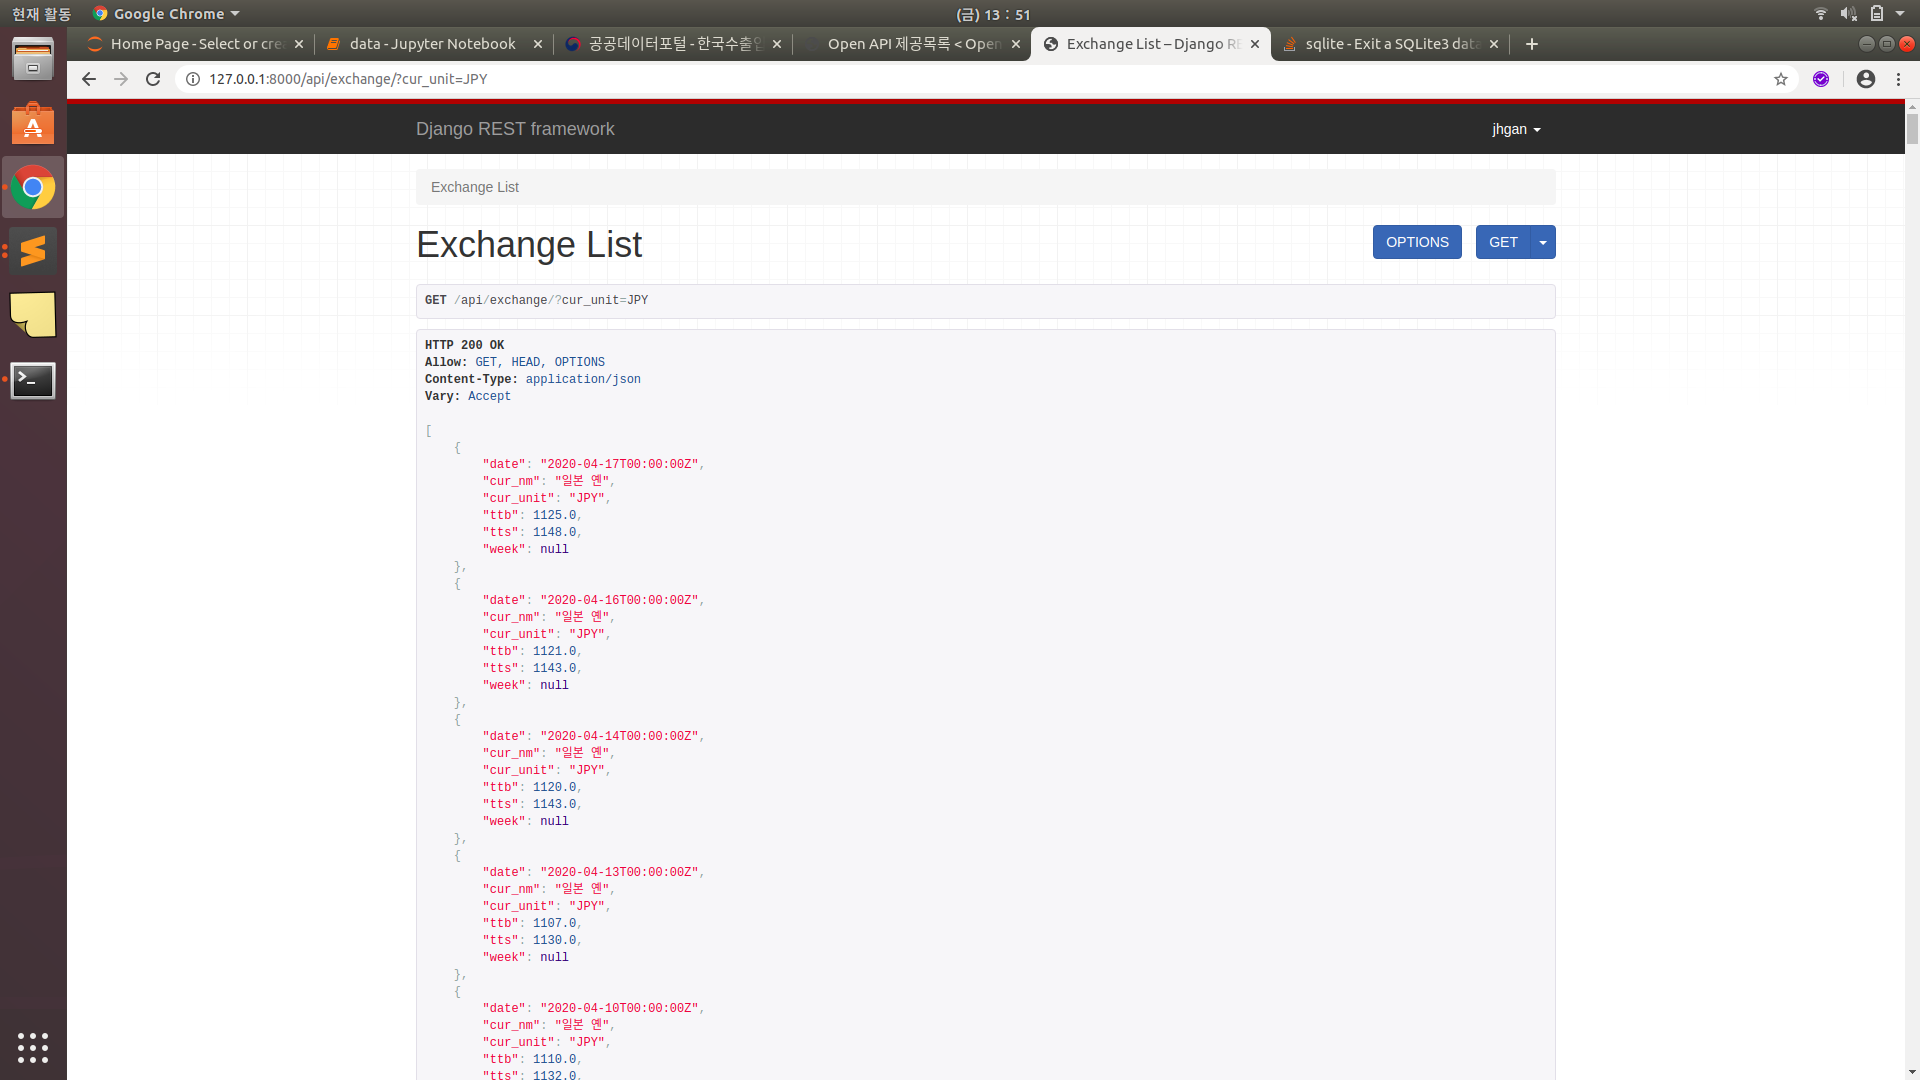 현재 활동
Google Chrome
(금) 13 : 51
Home Page - Select or cre
data - Jupyter Notebook
공공데이터포털 - 한국수출입
Open API 제공목록 < Open
Exchange List – Django RE
sqlite - Exit a SQLite3 data
127.0.0.1:8000/api/exchange/?cur_unit=JPY
Django REST framework
jhgan
Exchange List
Exchange List
OPTIONS
GET
GET /api/exchange/?cur_unit=JPY
HTTP 200 OK
Allow: GET, HEAD, OPTIONS
Content-Type: application/json
Vary: Accept
[
{
"date": "2020-04-17T00:00:00Z",
"cur_nm": "일본 옌",
"cur_unit": "JPY",
"ttb": 1125.0,
"tts": 1148.0,
"week": null
},
{
"date": "2020-04-16T00:00:00Z",
"cur_nm": "일본 옌",
"cur_unit": "JPY",
"ttb": 1121.0,
"tts": 1143.0,
"week": null
},
{
"date": "2020-04-14T00:00:00Z",
"cur_nm": "일본 옌",
"cur_unit": "JPY",
"ttb": 1120.0,
"tts": 1143.0,
"week": null
},
{
"date": "2020-04-13T00:00:00Z",
"cur_nm": "일본 옌",
"cur_unit": "JPY",
"ttb": 1107.0,
"tts": 1130.0,
"week": null
},
{
"date": "2020-04-10T00:00:00Z",
"cur_nm": "일본 옌",
"cur_unit": "JPY",
"ttb": 1110.0,
"tts": 1132.0,